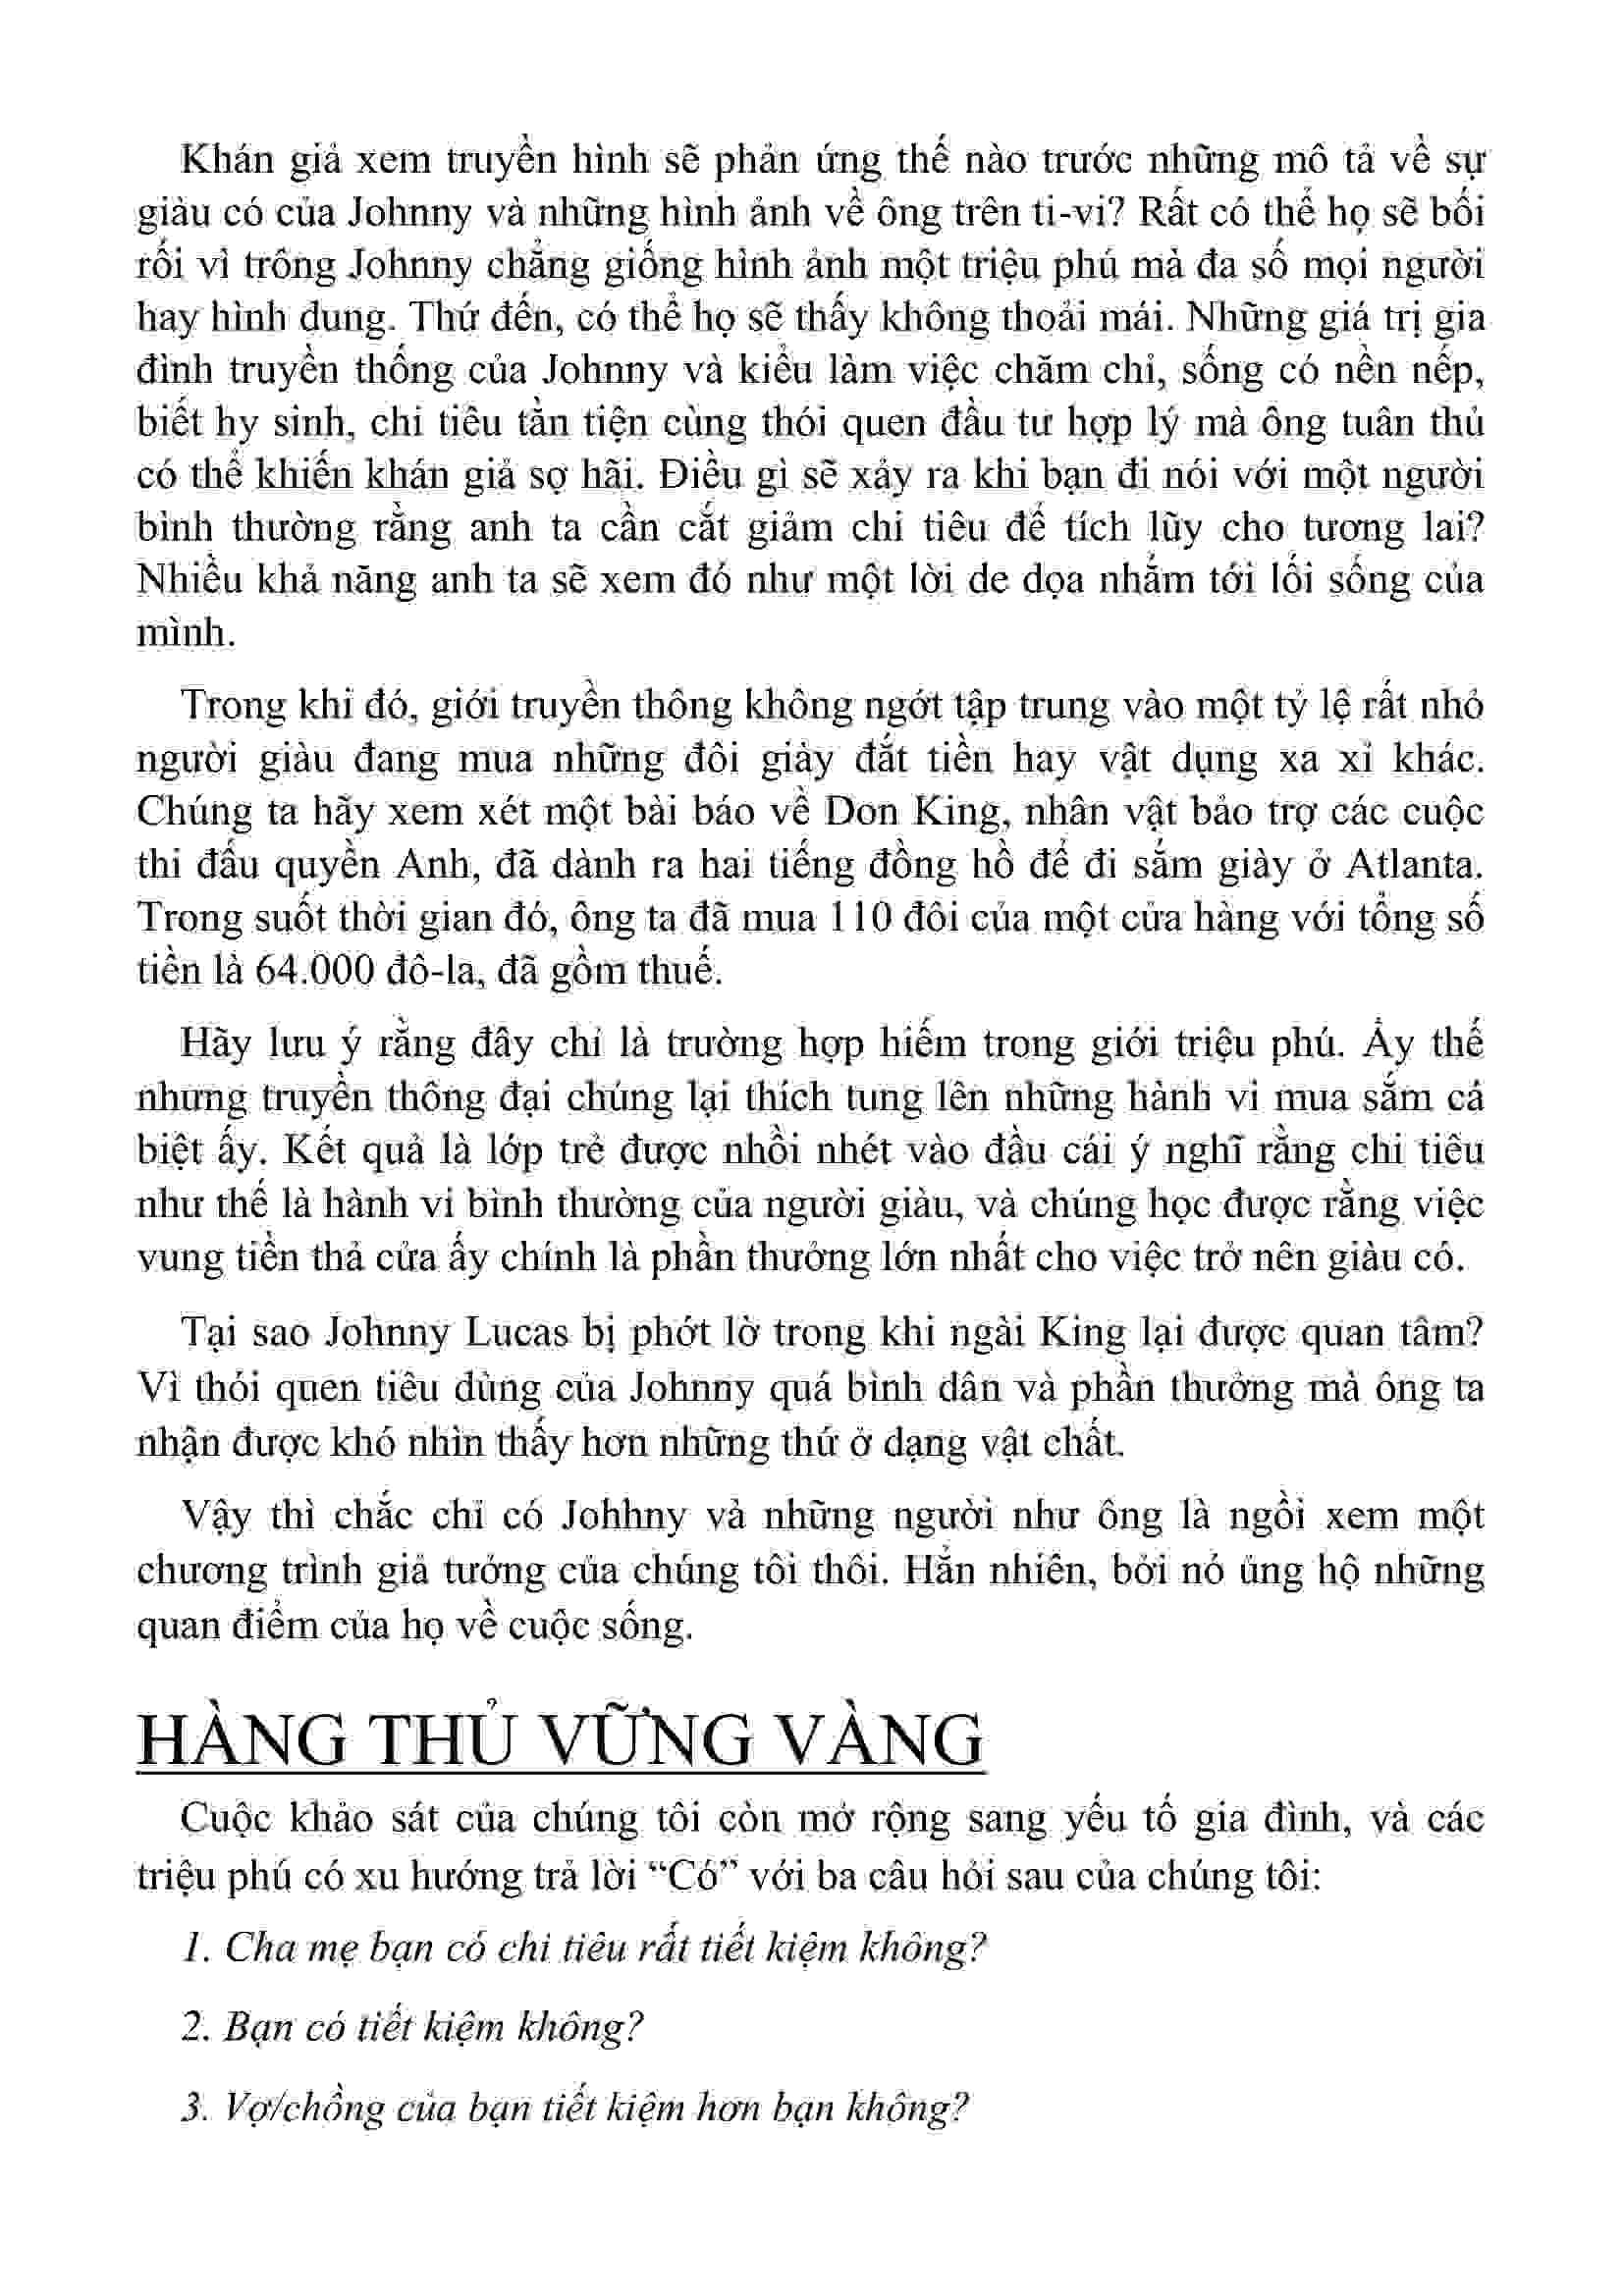 Khán giả xem truyền hình sẽ phản ứng thế nào trước những mô tả về sự
giàu có của Johnny và những hình ảnh về ông trên ti-vi? Rất có thể họ sẽ bối
rối vì trông Johnny chẳng giống hình ảnh một triệu phú mà đa số mọi người
hay hình dung. Thứ đến, có thể họ sẽ thấy không thoải mái. Những giá trị gia
đình truyền thống của Johnny và kiểu làm việc chăm chỉ, sống có nền nếp,
biết hy sinh, chi tiêu tằn tiện cùng thói quen đầu tư hợp lý mà ông tuân thủ
có thể khiến khán giả sợ hãi. Điều gì sẽ xảy ra khi bạn đi nói với một người
bình thường rằng anh ta cần cắt giảm chi tiêu để tích lũy cho tương lai?
Nhiều khả năng anh ta sẽ xem đó như một lời de dọa nhắm tới lối sống của
mình.
Trong khi đó, giới truyền thông không ngớt tập trung vào một tỷ lệ rất nhỏ
người giàu đang mua những đôi giày đắt tiền hay vật dụng xa xỉ khác.
Chúng ta hãy xem xét một bài báo về Don King, nhân vật bảo trợ các cuộc
thi đấu quyền Anh, đã dành ra hai tiếng đồng hồ để đi sắm giày ở Atlanta.
Trong suốt thời gian đó, ông ta đã mua 110 đôi của một cửa hàng với tổng số
tiền là 64.000 đô-la, đã gồm thuế.
Hãy lưu ý rằng đây chỉ là trường hợp hiếm trong giới triệu phú. Ấy thế
nhưng truyền thông đại chúng lại thích tung lên những hành vi mua sắm cá
biệt ấy. Kết quả là lớp trẻ được nhồi nhét vào đầu cái ý nghĩ rằng chi tiêu
như thế là hành vi bình thường của người giàu, và chúng học được rằng việc
vung tiền thả cửa ấy chính là phần thưởng lớn nhất cho việc trở nên giàu có.
Tại sao Johnny Lucas bị phớt lờ trong khi ngài King lại được quan tâm?
Vì thói quen tiêu dùng của Johnny quá bình dân và phần thưởng mà ông ta
nhận được khó nhìn thấy hơn những thứ ở dạng vật chất.
Vậy thì chắc chỉ có Johhny và những người như ông là ngồi xem một
chương trình giả tưởng của chúng tôi thôi. Hẳn nhiên, bởi nó ủng hộ những
quan điểm của họ về cuộc sống.
HÀNG THỦ VỮNG VÀNG
Cuộc khảo sát của chúng tôi còn mở rộng sang yếu tố gia đình, và các
triệu phú có xu hướng trả lời “Có” với ba câu hỏi sau của chúng tôi:
1. Cha mẹ bạn có chi tiêu rất tiết kiệm không?
2. Bạn có tiết kiệm không?
3. Vợ/chồng của bạn tiết kiệm hơn bạn không?